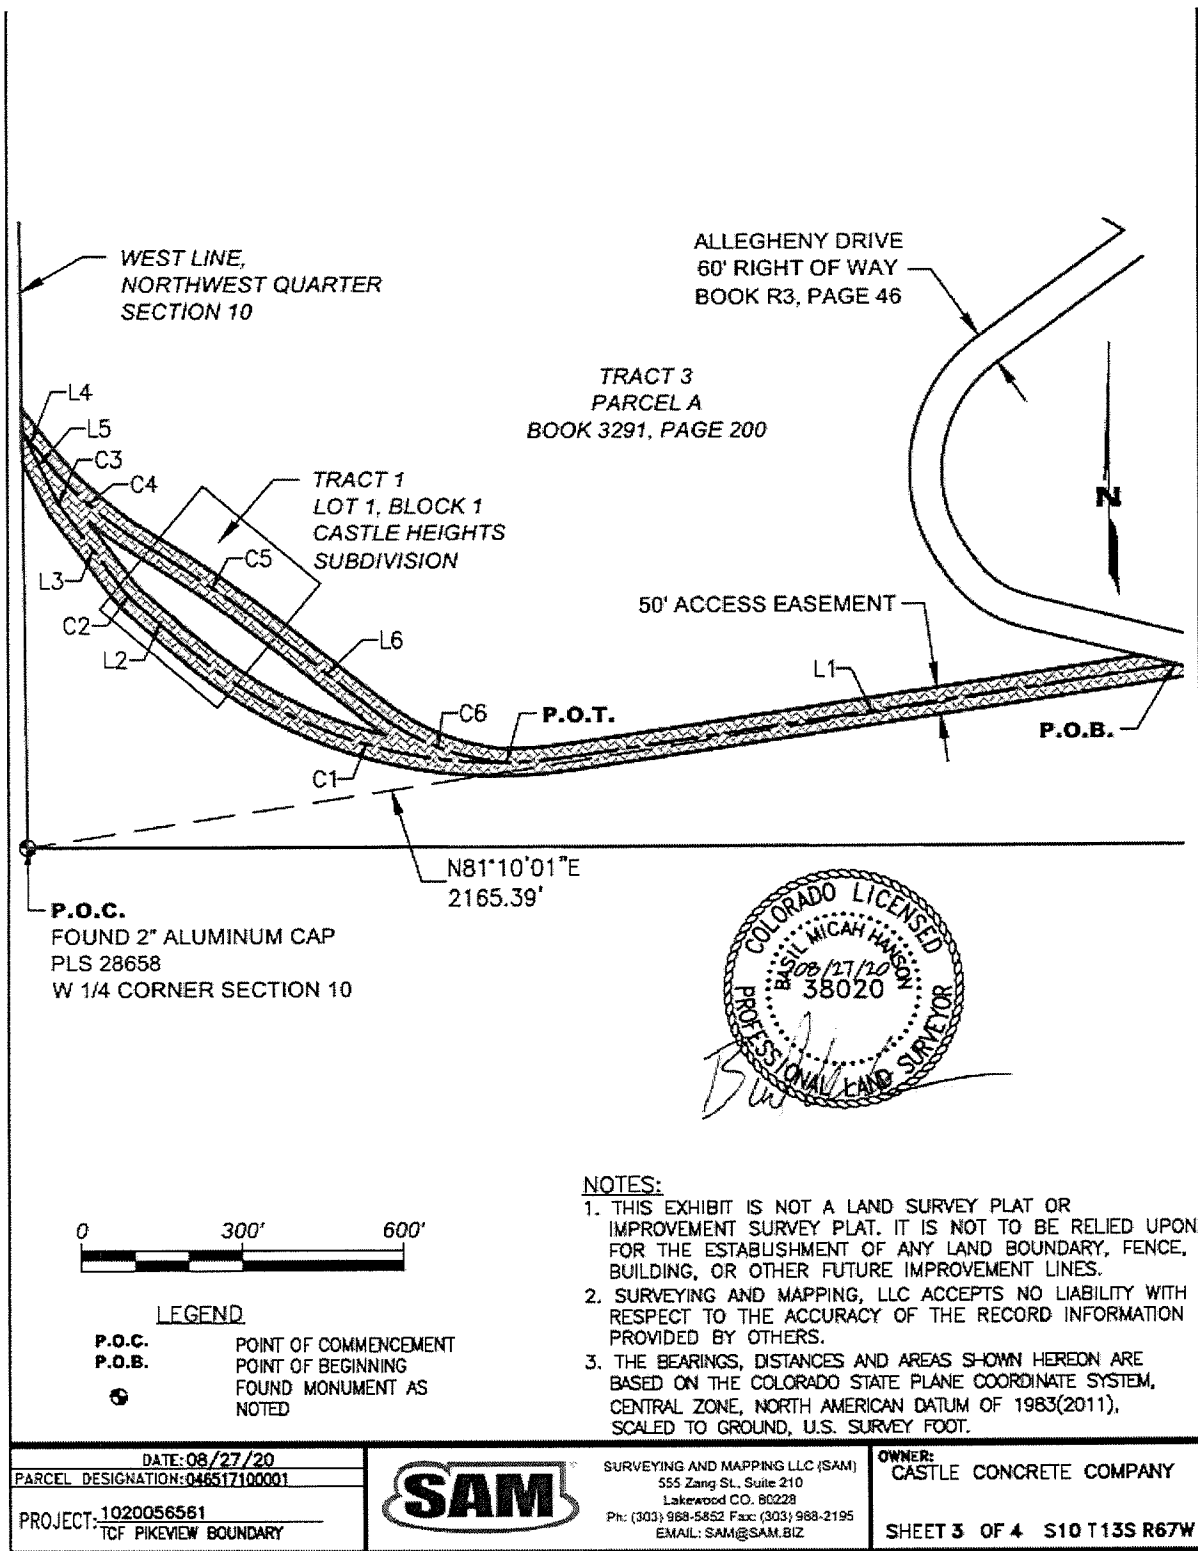 WEST LINE,
NORTHWEST QUARTER
SECTION 10
ALLEGHENY DRIVE
60' RIGHT OF WAY
BOOK R3, PAGE 46
TRACT 3
PARCEL A
BOOK 3291, PAGE 200
L4
L5
C3
C4
TRACT 1
LOT 1, BLOCK 1
CASTLE HEIGHTS
SUBDIVISION
N
C5
L3
C2
L2
50' ACCESS EASEMENT
L6
L1
C6
P.O.T.
P.O.B.
C1
N81°10'01"E
2165.39'
P.O.C.
FOUND 2" ALUMINUM CAP
PLS 28658
W 1/4 CORNER SECTION 10
COLORADO LICENSED
BASIL MICAH HANSON
08/27/20
38020
PROFESSIONAL LAND SURVEYOR
0 300' 600'
LEGEND
P.O.C. POINT OF COMMENCEMENT
P.O.B. POINT OF BEGINNING
FOUND MONUMENT AS
NOTED
NOTES:
1. THIS EXHIBIT IS NOT A LAND SURVEY PLAT OR
IMPROVEMENT SURVEY PLAT. IT IS NOT TO BE RELIED UPON
FOR THE ESTABLISHMENT OF ANY LAND BOUNDARY, FENCE,
BUILDING, OR OTHER FUTURE IMPROVEMENT LINES.
2. SURVEYING AND MAPPING, LLC ACCEPTS NO LIABILITY WITH
RESPECT TO THE ACCURACY OF THE RECORD INFORMATION
PROVIDED BY OTHERS.
3. THE BEARINGS, DISTANCES AND AREAS SHOWN HEREON ARE
BASED ON THE COLORADO STATE PLANE COORDINATE SYSTEM,
CENTRAL ZONE, NORTH AMERICAN DATUM OF 1983(2011),
SCALED TO GROUND, U.S. SURVEY FOOT.
DATE:08/27/20
PARCEL DESIGNATION:046517100001
PROJECT:1020056561
TCF PIKEVIEW BOUNDARY
SAM
SURVEYING AND MAPPING LLC (SAM)
555 Zang St., Suite 210
Lakewood CO. 80228
Ph: (303) 988-5852 Fax: (303) 988-2195
EMAIL: SAM@SAM.BIZ
OWNER:
CASTLE CONCRETE COMPANY
SHEET 3 OF 4 S10 T13S R67W